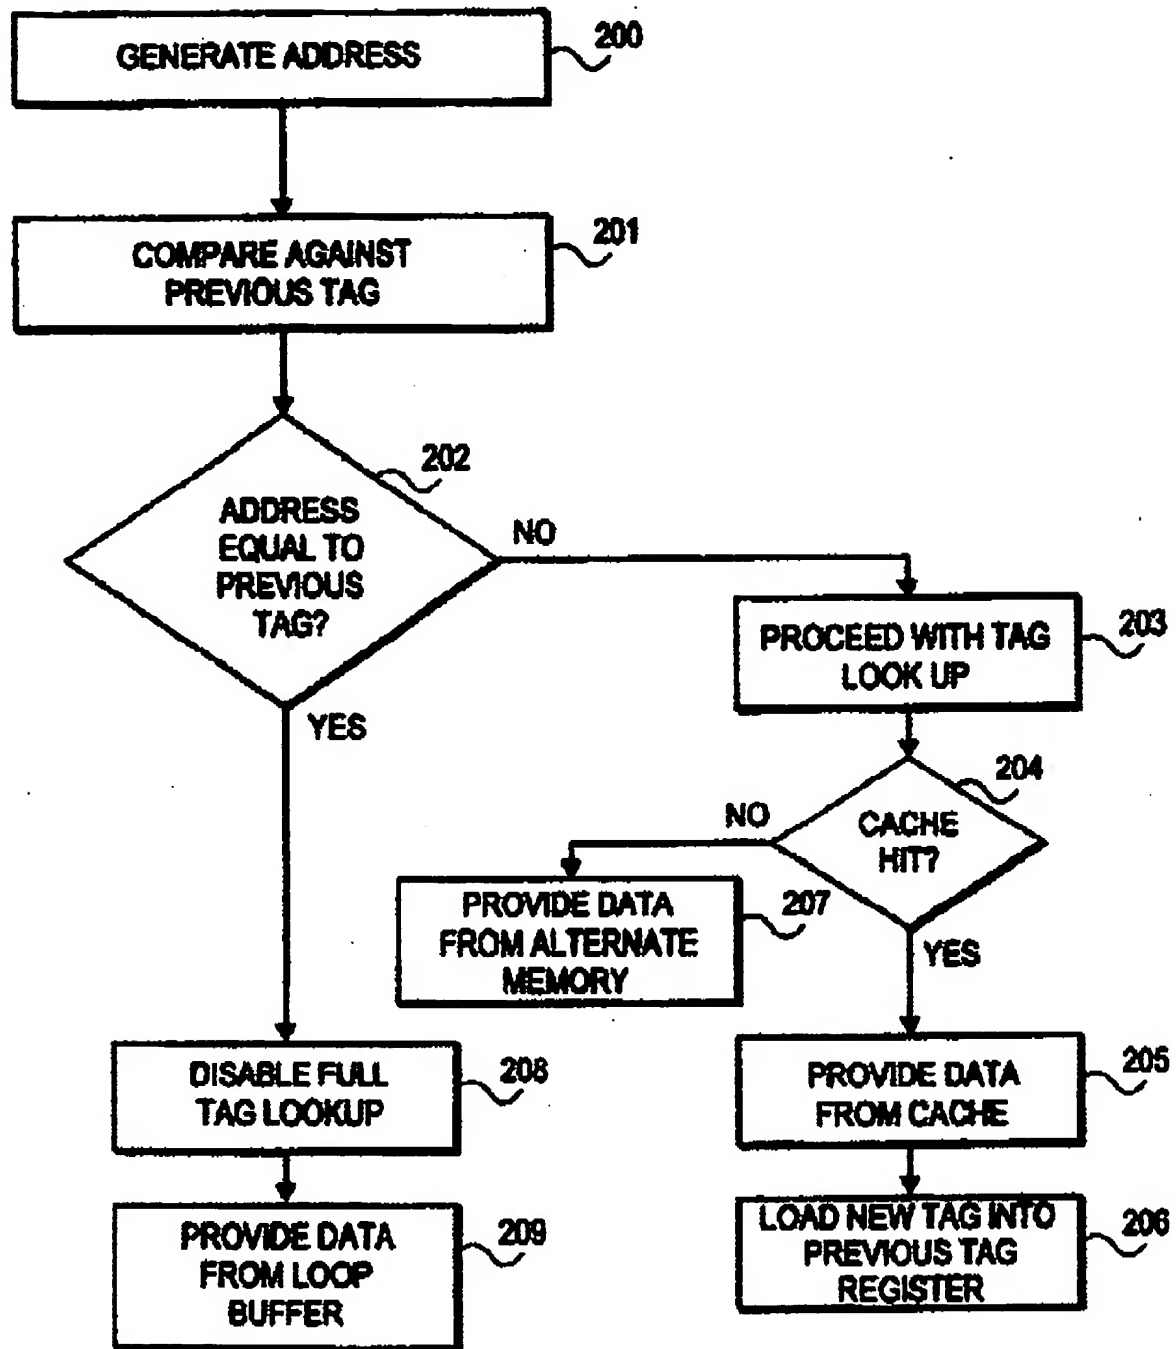 GENERATE ADDRESS
200
COMPARE AGAINST
PREVIOUS TAG
201
202
ADDRESS
EQUAL TO
PREVIOUS
TAG?
NO
YES
PROCEED WITH TAG
LOOK UP
203
204
CACHE
HIT?
NO
YES
PROVIDE DATA
FROM ALTERNATE
MEMORY
207
DISABLE FULL
TAG LOOKUP
208
PROVIDE DATA
FROM CACHE
205
PROVIDE DATA
FROM LOOP
BUFFER
209
LOAD NEW TAG INTO
PREVIOUS TAG
REGISTER
206